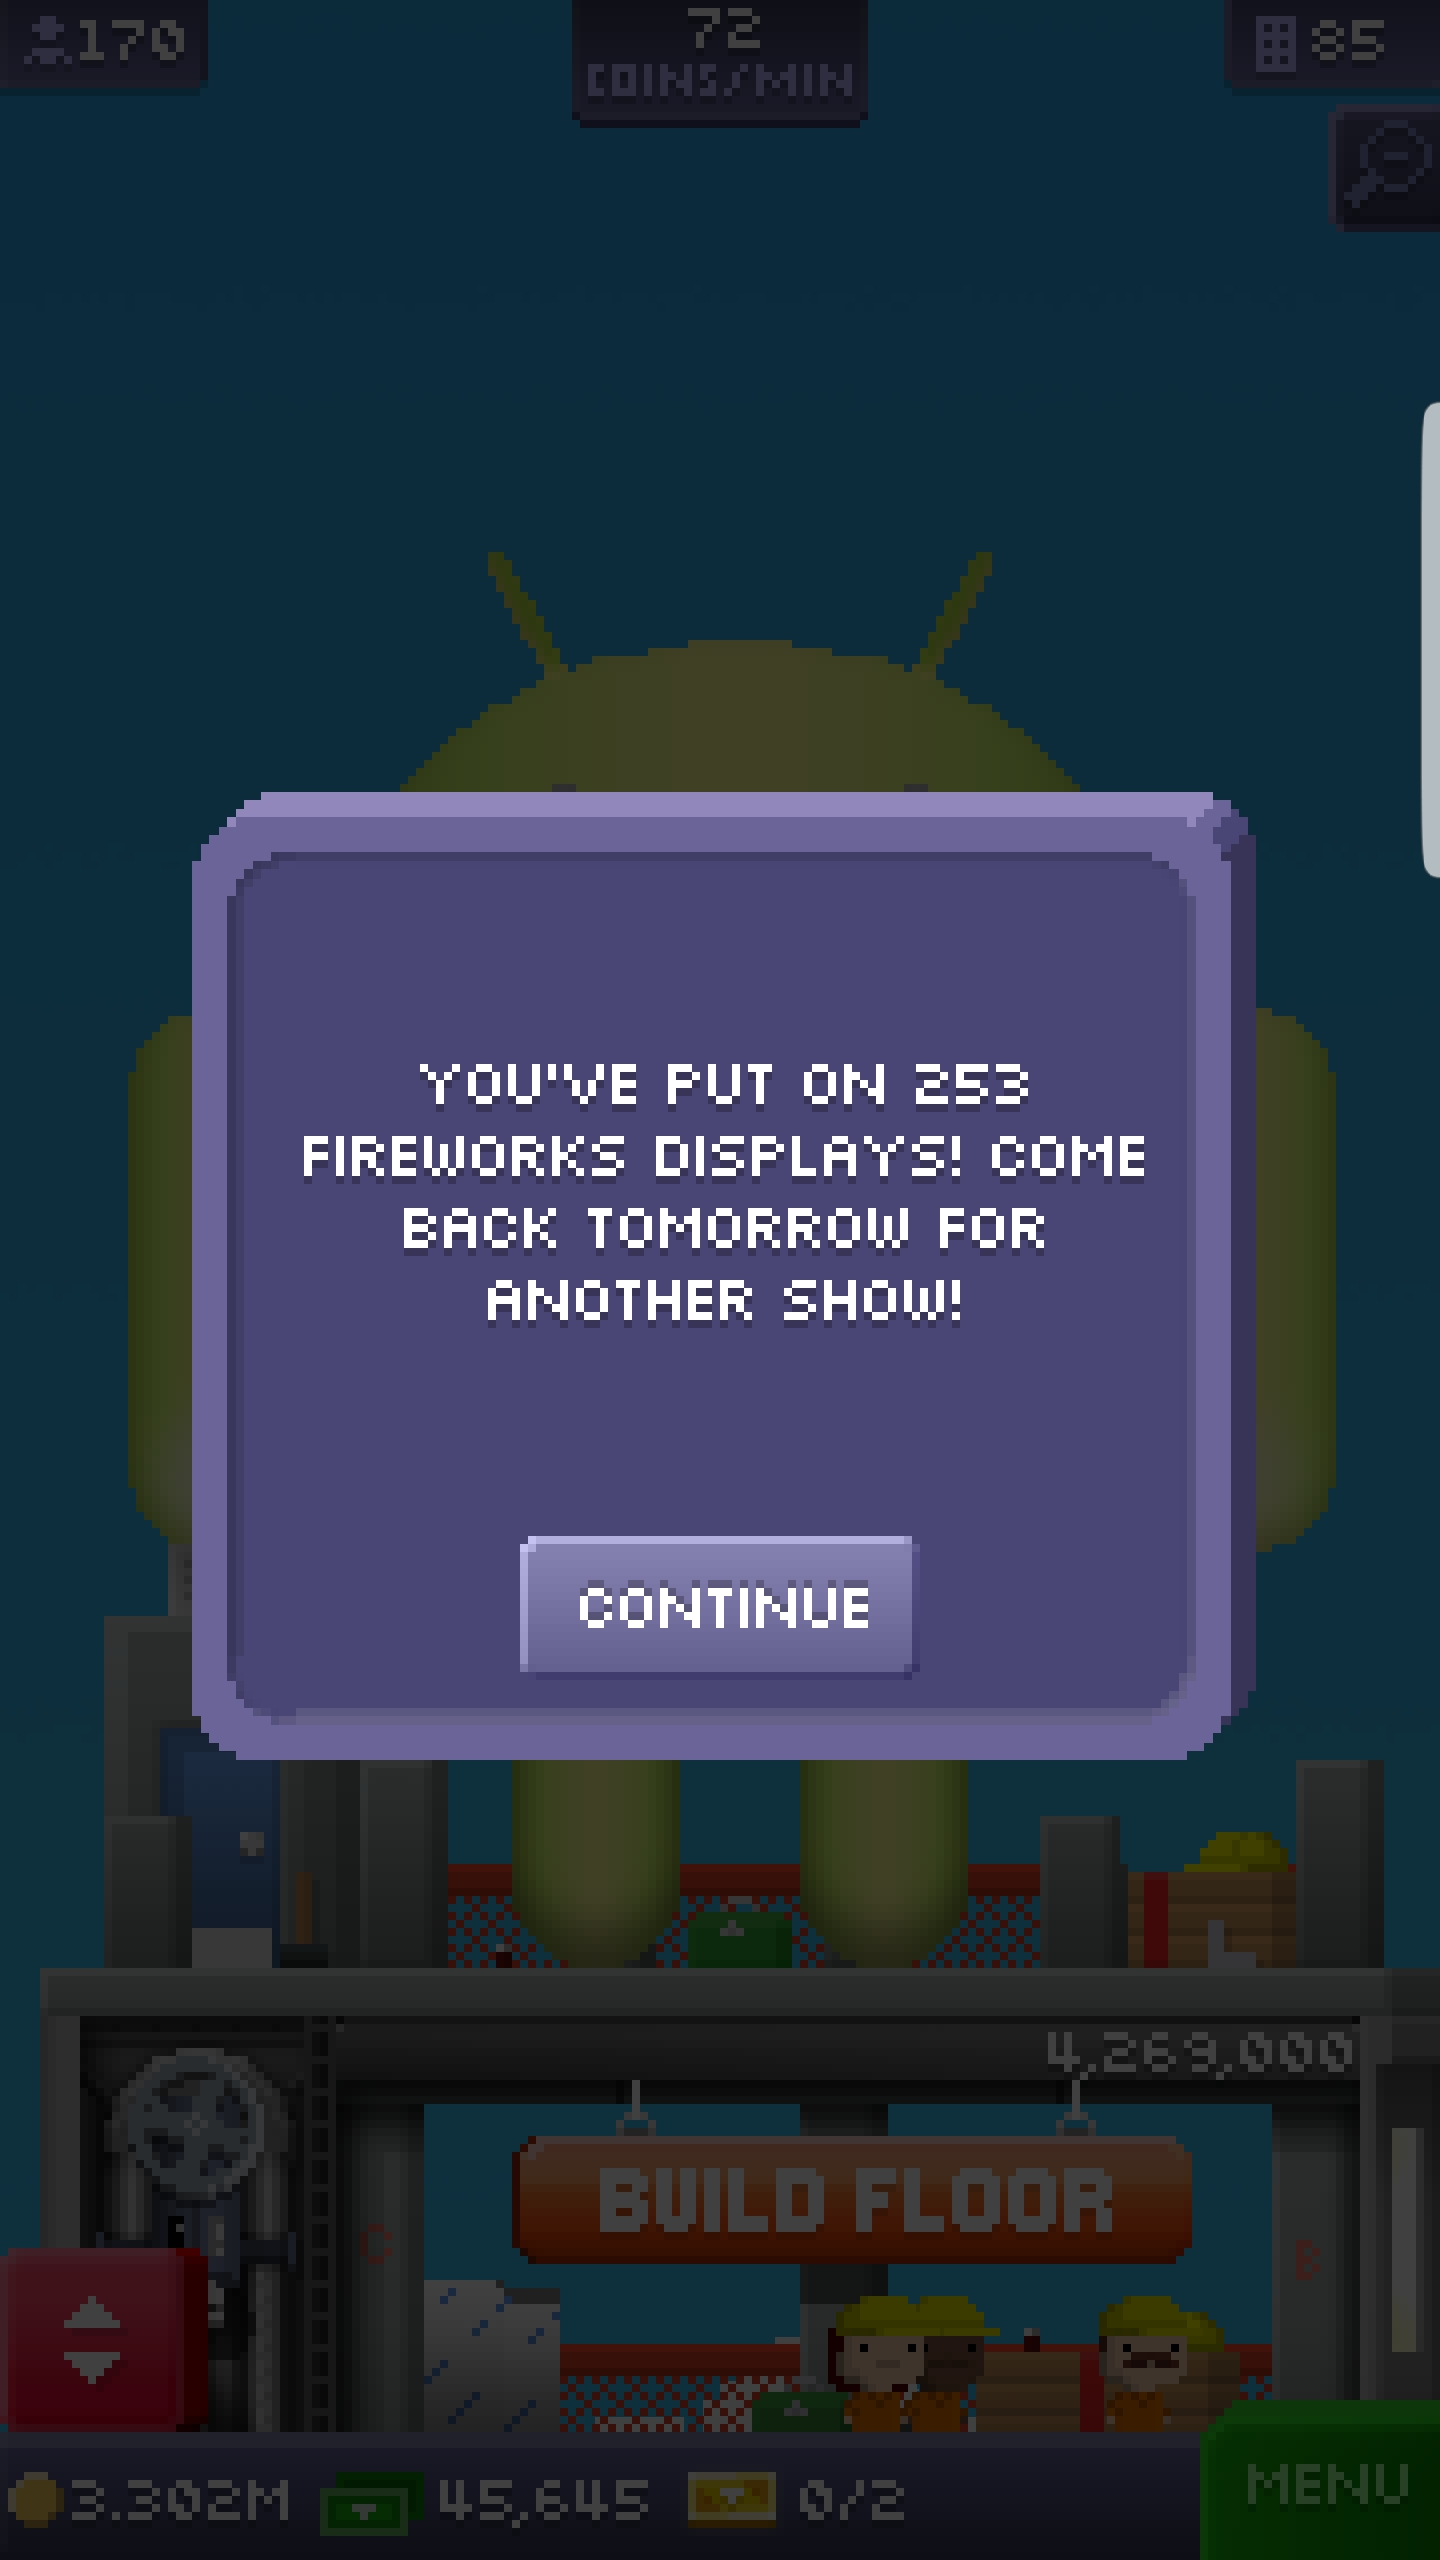 170
72
COINS/MIN
85
YOU'VE PUT ON 253
FIREWORKS DISPLAYS! COME
BACK TOMORROW FOR
ANOTHER SHOW!
CONTINUE
4,269,000
BUILD FLOOR
C
B
3.302M
45,645
0/2
MENU